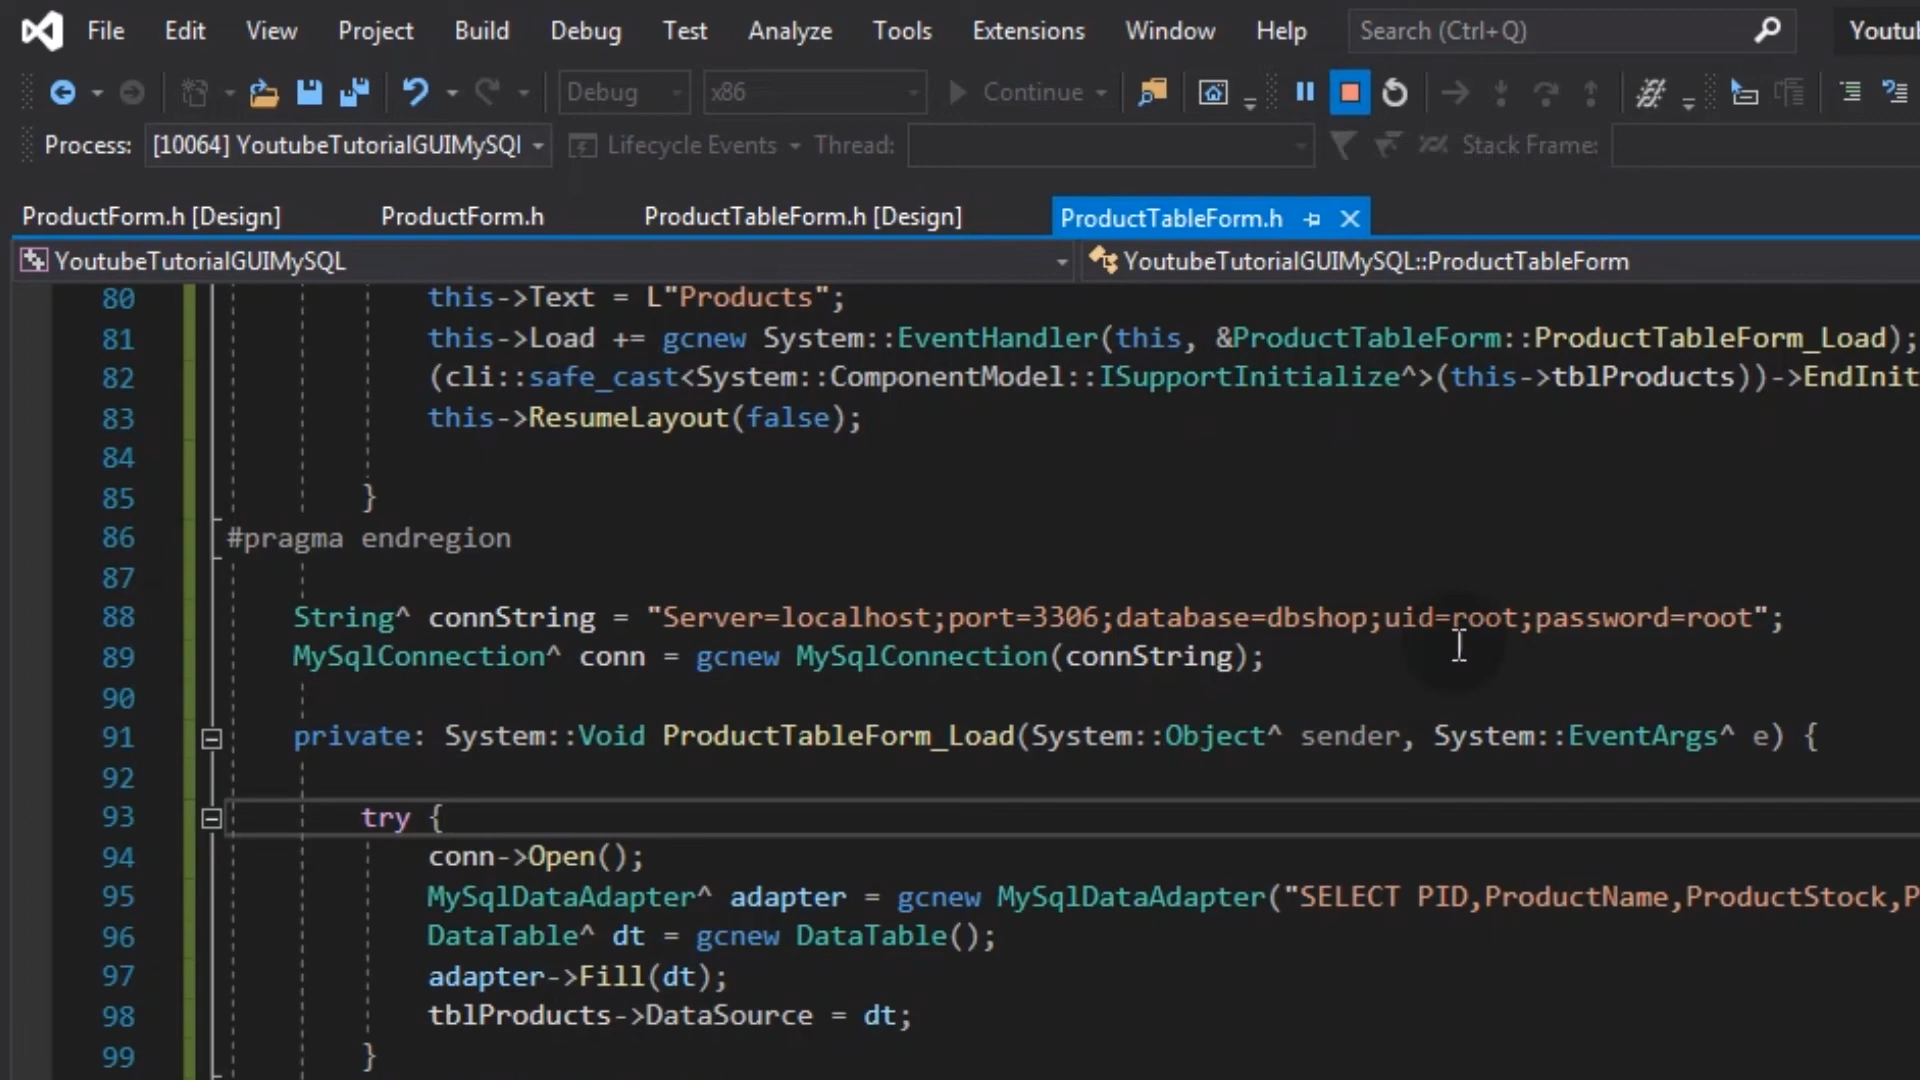 File Edit View Project Build Debug Test Analyze Tools Extensions Window Help Search (Ctrl+Q)
Debug x86 Continue
Process: [10064] YoutubeTutorialGUIMySQl Lifecycle Events Thread: Stack Frame:
ProductForm.h [Design] ProductForm.h ProductTableForm.h [Design] ProductTableForm.h
YoutubeTutorialGUIMySQL YoutubeTutorialGUIMySQL::ProductTableForm
80 this->Text = L"Products";
81 this->Load += gcnew System::EventHandler(this, &ProductTableForm::ProductTableForm_Load);
82 (cli::safe_cast<System::ComponentModel::ISupportInitialize^>(this->tblProducts))->EndInit
83 this->ResumeLayout(false);
84
85 }
86 #pragma endregion
87
88 String^ connString = "Server=localhost;port=3306;database=dbshop;uid=root;password=root";
89 MySqlConnection^ conn = gcnew MySqlConnection(connString);
90
91 private: System::Void ProductTableForm_Load(System::Object^ sender, System::EventArgs^ e) {
92
93 try {
94 conn->Open();
95 MySqlDataAdapter^ adapter = gcnew MySqlDataAdapter("SELECT PID,ProductName,ProductStock,P
96 DataTable^ dt = gcnew DataTable();
97 adapter->Fill(dt);
98 tblProducts->DataSource = dt;
99 }